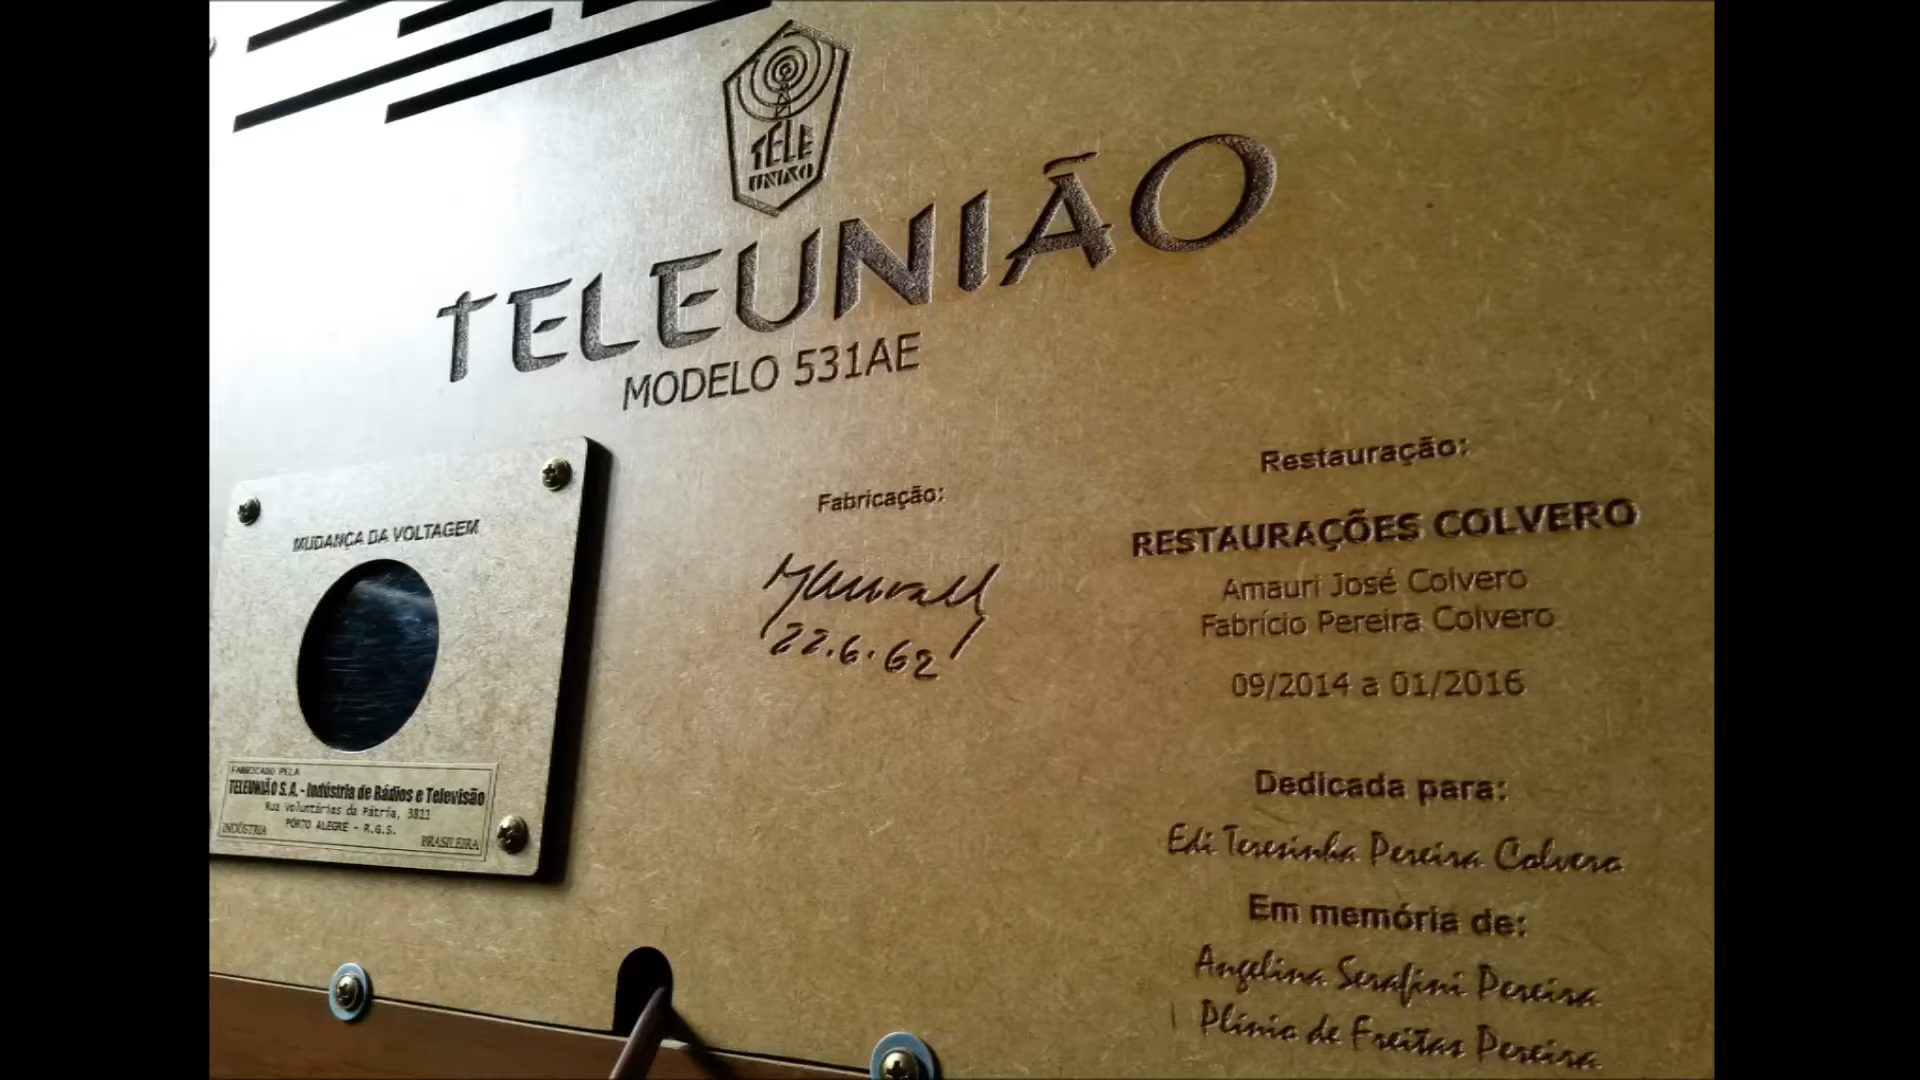 TELE
UNIÃO
TELEUNIÃO
MODELO 531AE
MUDANÇA DA VOLTAGEM
FABRICADO PELA
TELEUNIÃO S.A. - Indústria de Rádios e Televisão
Rua Voluntários da Pátria, 3811
PÔRTO ALEGRE - R.G.S.
INDÚSTRIA BRASILEIRA
Fabricação:
22.6.62
Restauração:
RESTAURAÇÕES COLVERO
Amauri José Colvero
Fabrício Pereira Colvero
09/2014 a 01/2016
Dedicada para:
Edi Teresinha Pereira Colvero
Em memória de:
Angelina Serafini Pereira
Plínio de Freitas Pereira